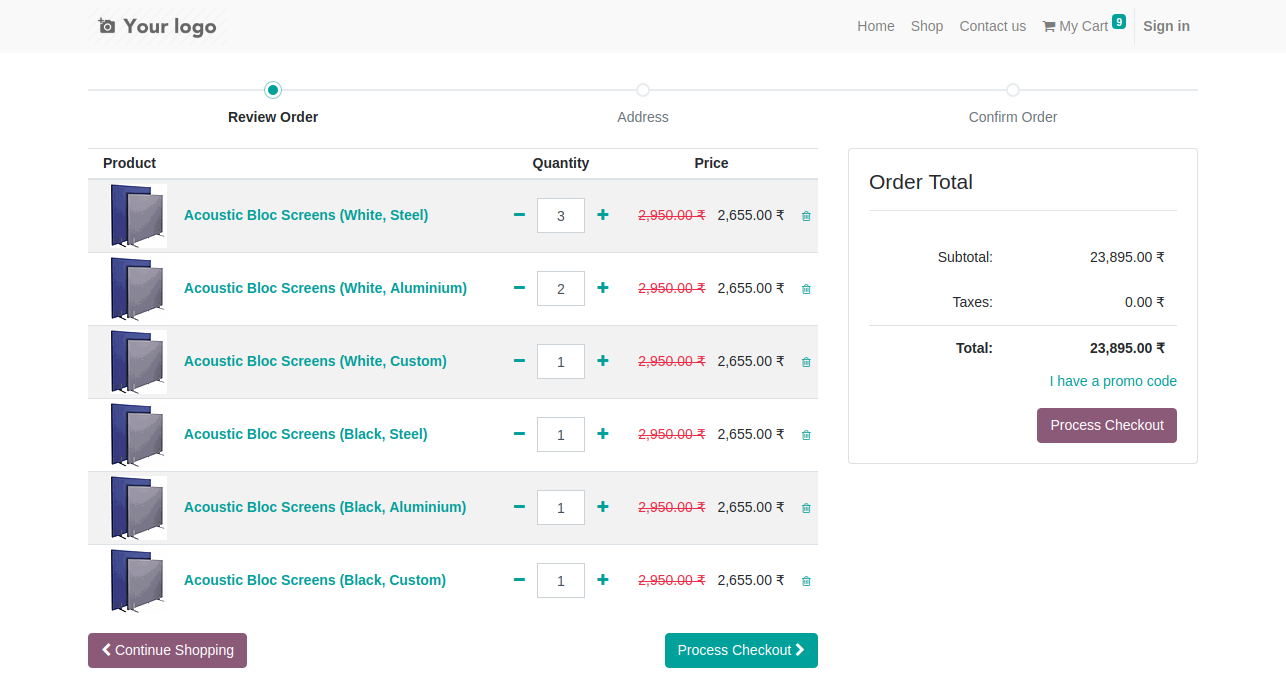 Your logo
Home Shop Contact us My Cart 9 Sign in
Review Order Address Confirm Order
Product Quantity Price
Acoustic Bloc Screens (White, Steel) 3 2,950.00 ₹ 2,655.00 ₹
Acoustic Bloc Screens (White, Aluminium) 2 2,950.00 ₹ 2,655.00 ₹
Acoustic Bloc Screens (White, Custom) 1 2,950.00 ₹ 2,655.00 ₹
Acoustic Bloc Screens (Black, Steel) 1 2,950.00 ₹ 2,655.00 ₹
Acoustic Bloc Screens (Black, Aluminium) 1 2,950.00 ₹ 2,655.00 ₹
Acoustic Bloc Screens (Black, Custom) 1 2,950.00 ₹ 2,655.00 ₹
Continue Shopping Process Checkout
Order Total
Subtotal: 23,895.00 ₹
Taxes: 0.00 ₹
Total: 23,895.00 ₹
I have a promo code
Process Checkout